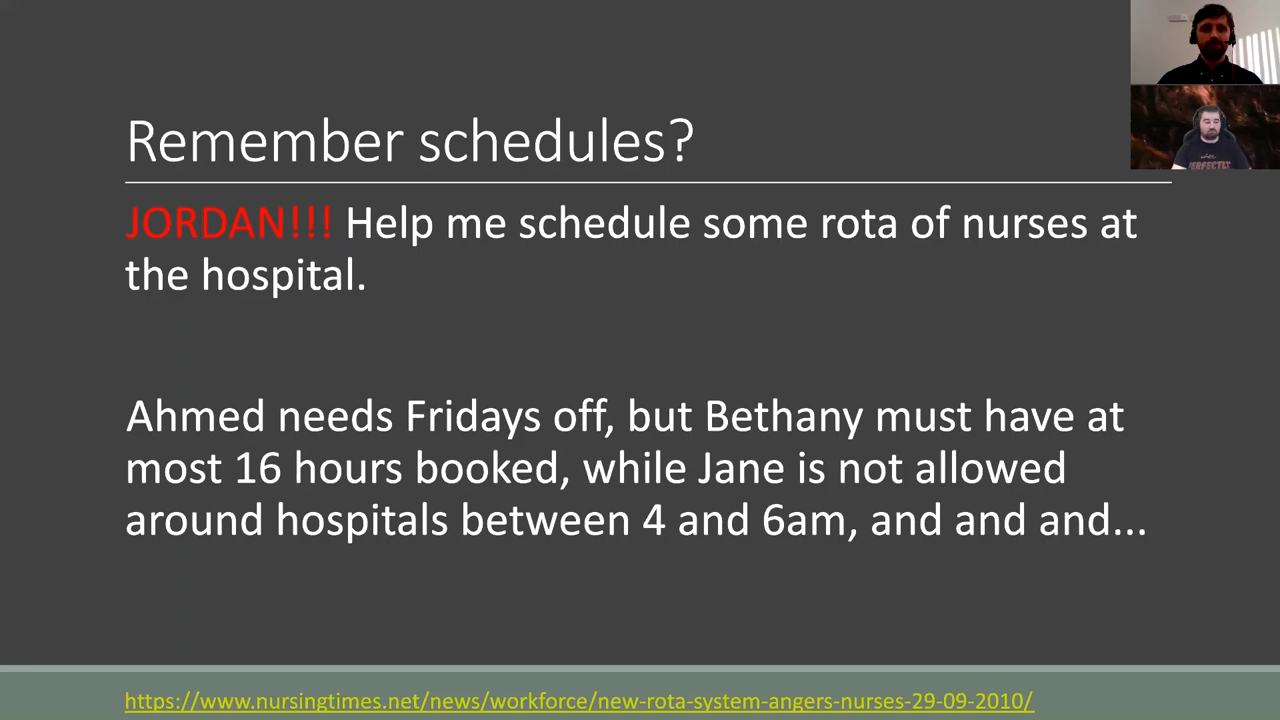 Remember schedules?
JORDAN!!! Help me schedule some rota of nurses at
the hospital.
Ahmed needs Fridays off, but Bethany must have at
most 16 hours booked, while Jane is not allowed
around hospitals between 4 and 6am, and and and...
https://www.nursingtimes.net/news/workforce/new-rota-system-angers-nurses-29-09-2010/